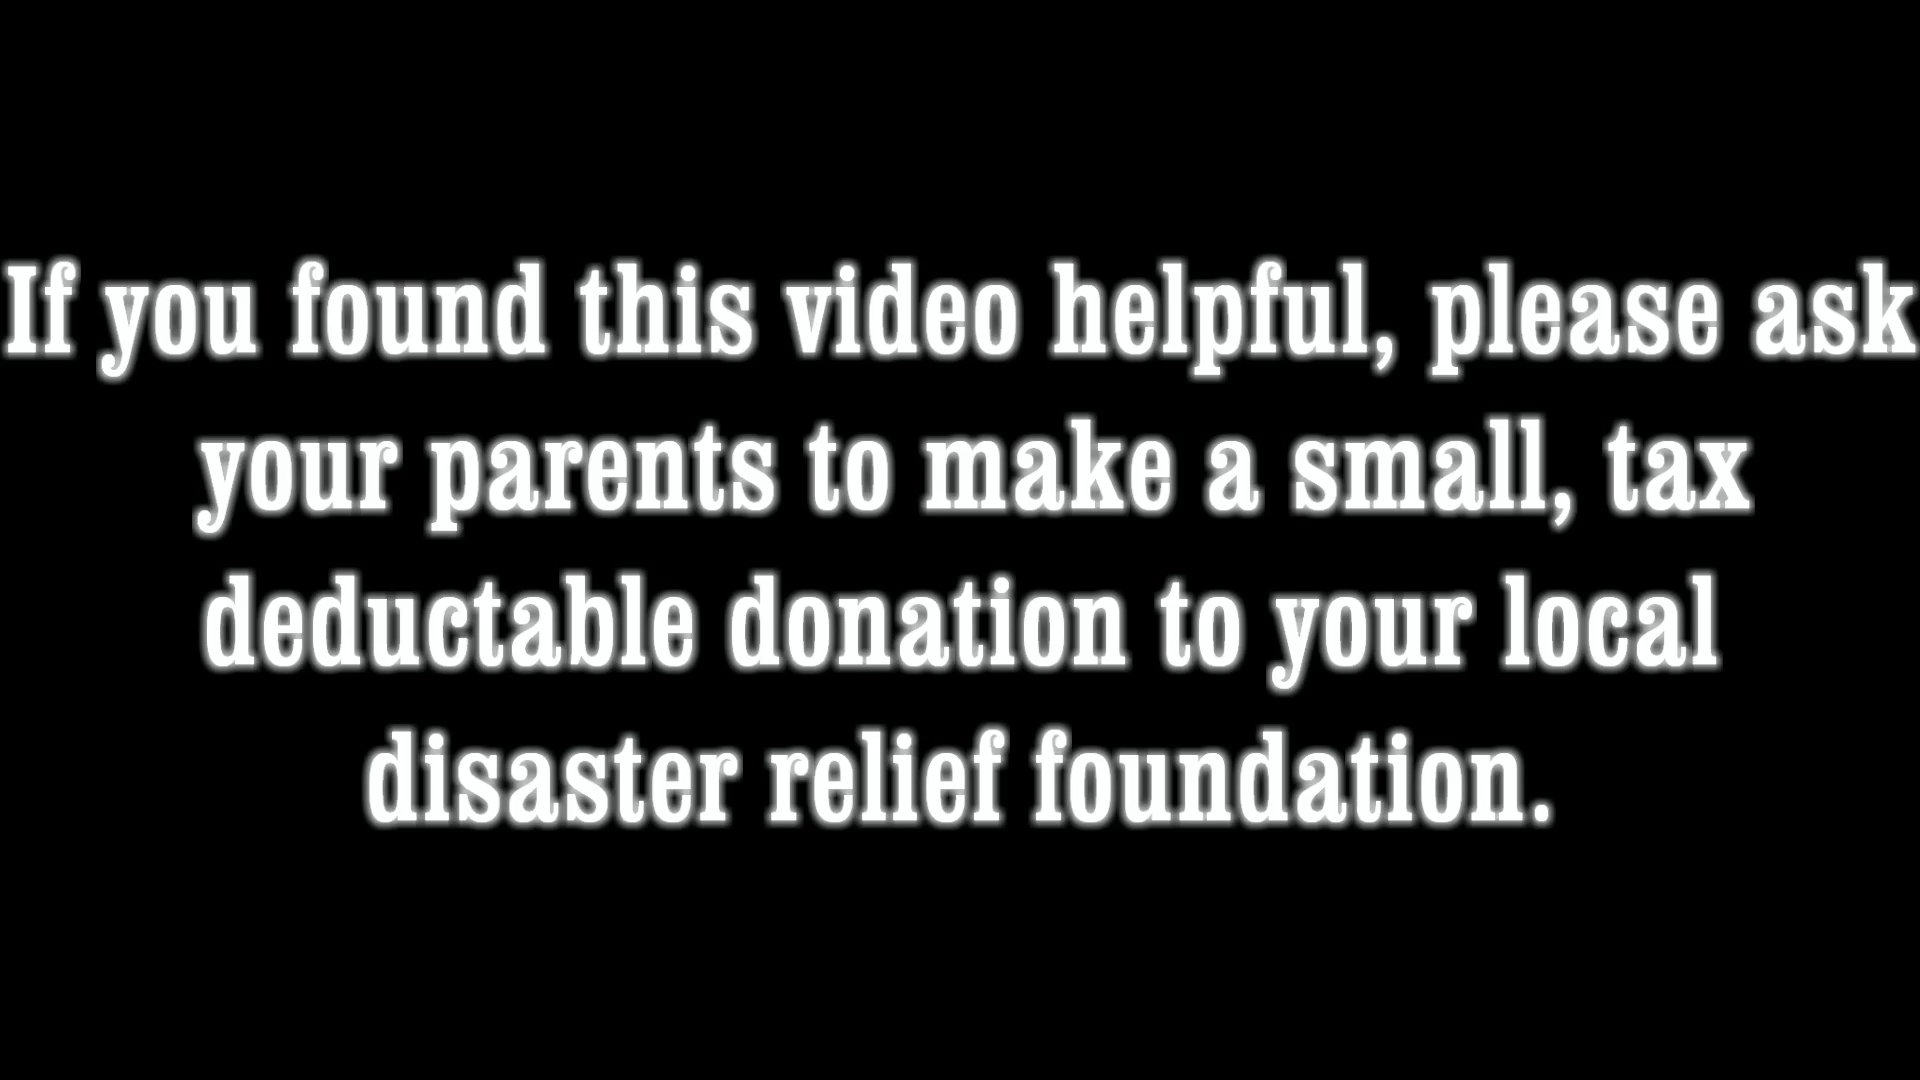 If you found this video helpful, please ask
your parents to make a small, tax
deductable donation to your local
disaster relief foundation.